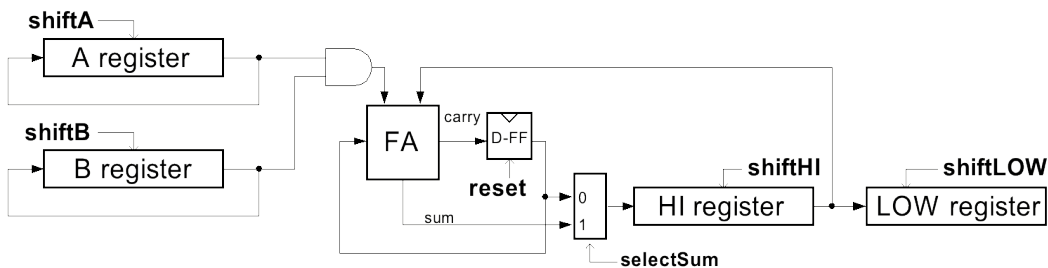 shiftA
A register
shiftB
B register
FA
carry
D-FF
reset
sum
0
1
selectSum
shiftHI
HI register
shiftLOW
LOW register